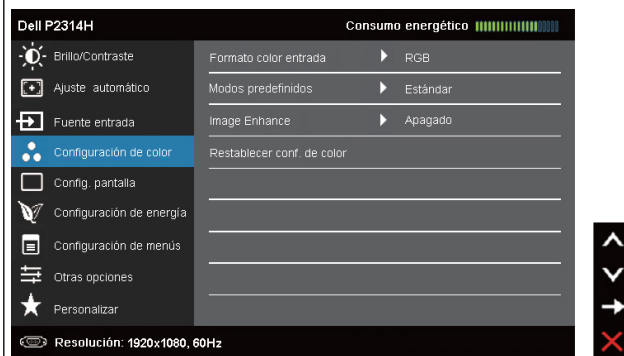 Dell P2314H Consumo energético
Brillo/Contraste Formato color entrada RGB
Ajuste automático Modos predefinidos Estándar
Fuente entrada Image Enhance Apagado
Configuración de color Restablecer conf. de color
Config. pantalla
Configuración de energía
Configuración de menús
Otras opciones
Personalizar
Resolución: 1920x1080, 60Hz